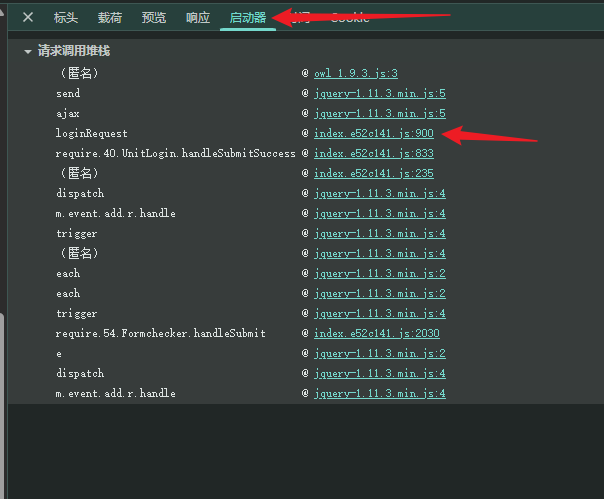 标头 载荷 预览 响应 启动器 Cookie
请求调用堆栈
（匿名） @ owl_1.9.3.js:3
send @ jquery-1.11.3.min.js:5
ajax @ jquery-1.11.3.min.js:5
loginRequest @ index.e52c141.js:900
require.40.UnitLogin.handleSubmitSuccess @ index.e52c141.js:833
（匿名） @ index.e52c141.js:235
dispatch @ jquery-1.11.3.min.js:4
m.event.add.r.handle @ jquery-1.11.3.min.js:4
trigger @ jquery-1.11.3.min.js:4
（匿名） @ jquery-1.11.3.min.js:4
each @ jquery-1.11.3.min.js:2
each @ jquery-1.11.3.min.js:2
trigger @ jquery-1.11.3.min.js:4
require.54.Formchecker.handleSubmit @ index.e52c141.js:2030
e @ jquery-1.11.3.min.js:2
dispatch @ jquery-1.11.3.min.js:4
m.event.add.r.handle @ jquery-1.11.3.min.js:4